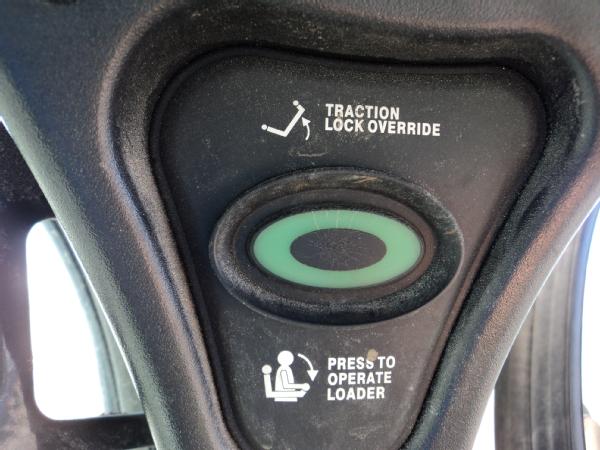 TRACTION
LOCK OVERRIDE
PRESS TO
OPERATE
LOADER